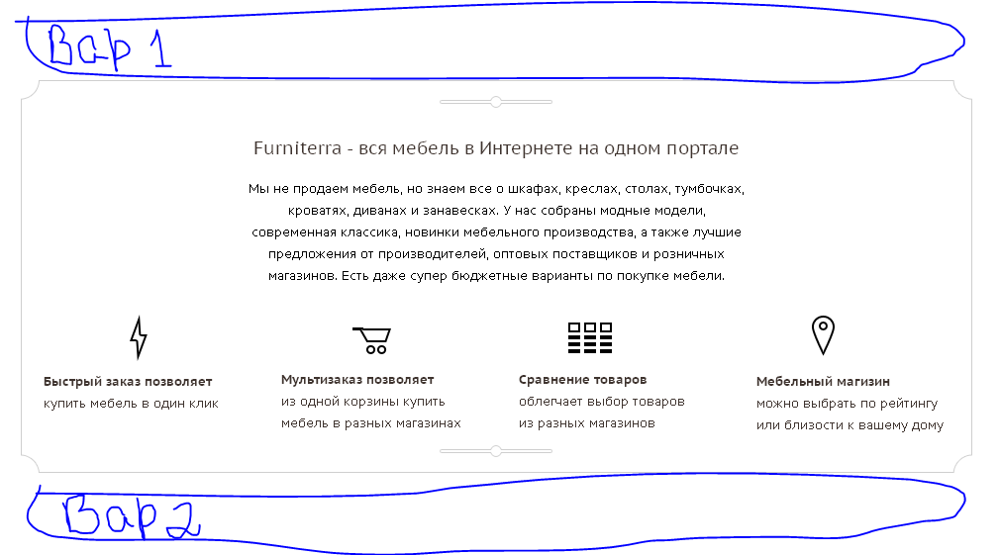 Вар 1
Furniterra - вся мебель в Интернете на одном портале
Мы не продаем мебель, но знаем все о шкафах, креслах, столах, тумбочках,
кроватях, диванах и занавесках. У нас собраны модные модели,
современная классика, новинки мебельного производства, а также лучшие
предложения от производителей, оптовых поставщиков и розничных
магазинов. Есть даже супер бюджетные варианты по покупке мебели.
Быстрый заказ позволяет
купить мебель в один клик
Мультизаказ позволяет
из одной корзины купить
мебель в разных магазинах
Сравнение товаров
облегчает выбор товаров
из разных магазинов
Мебельный магизин
можно выбрать по рейтингу
или близости к вашему дому
Вар 2